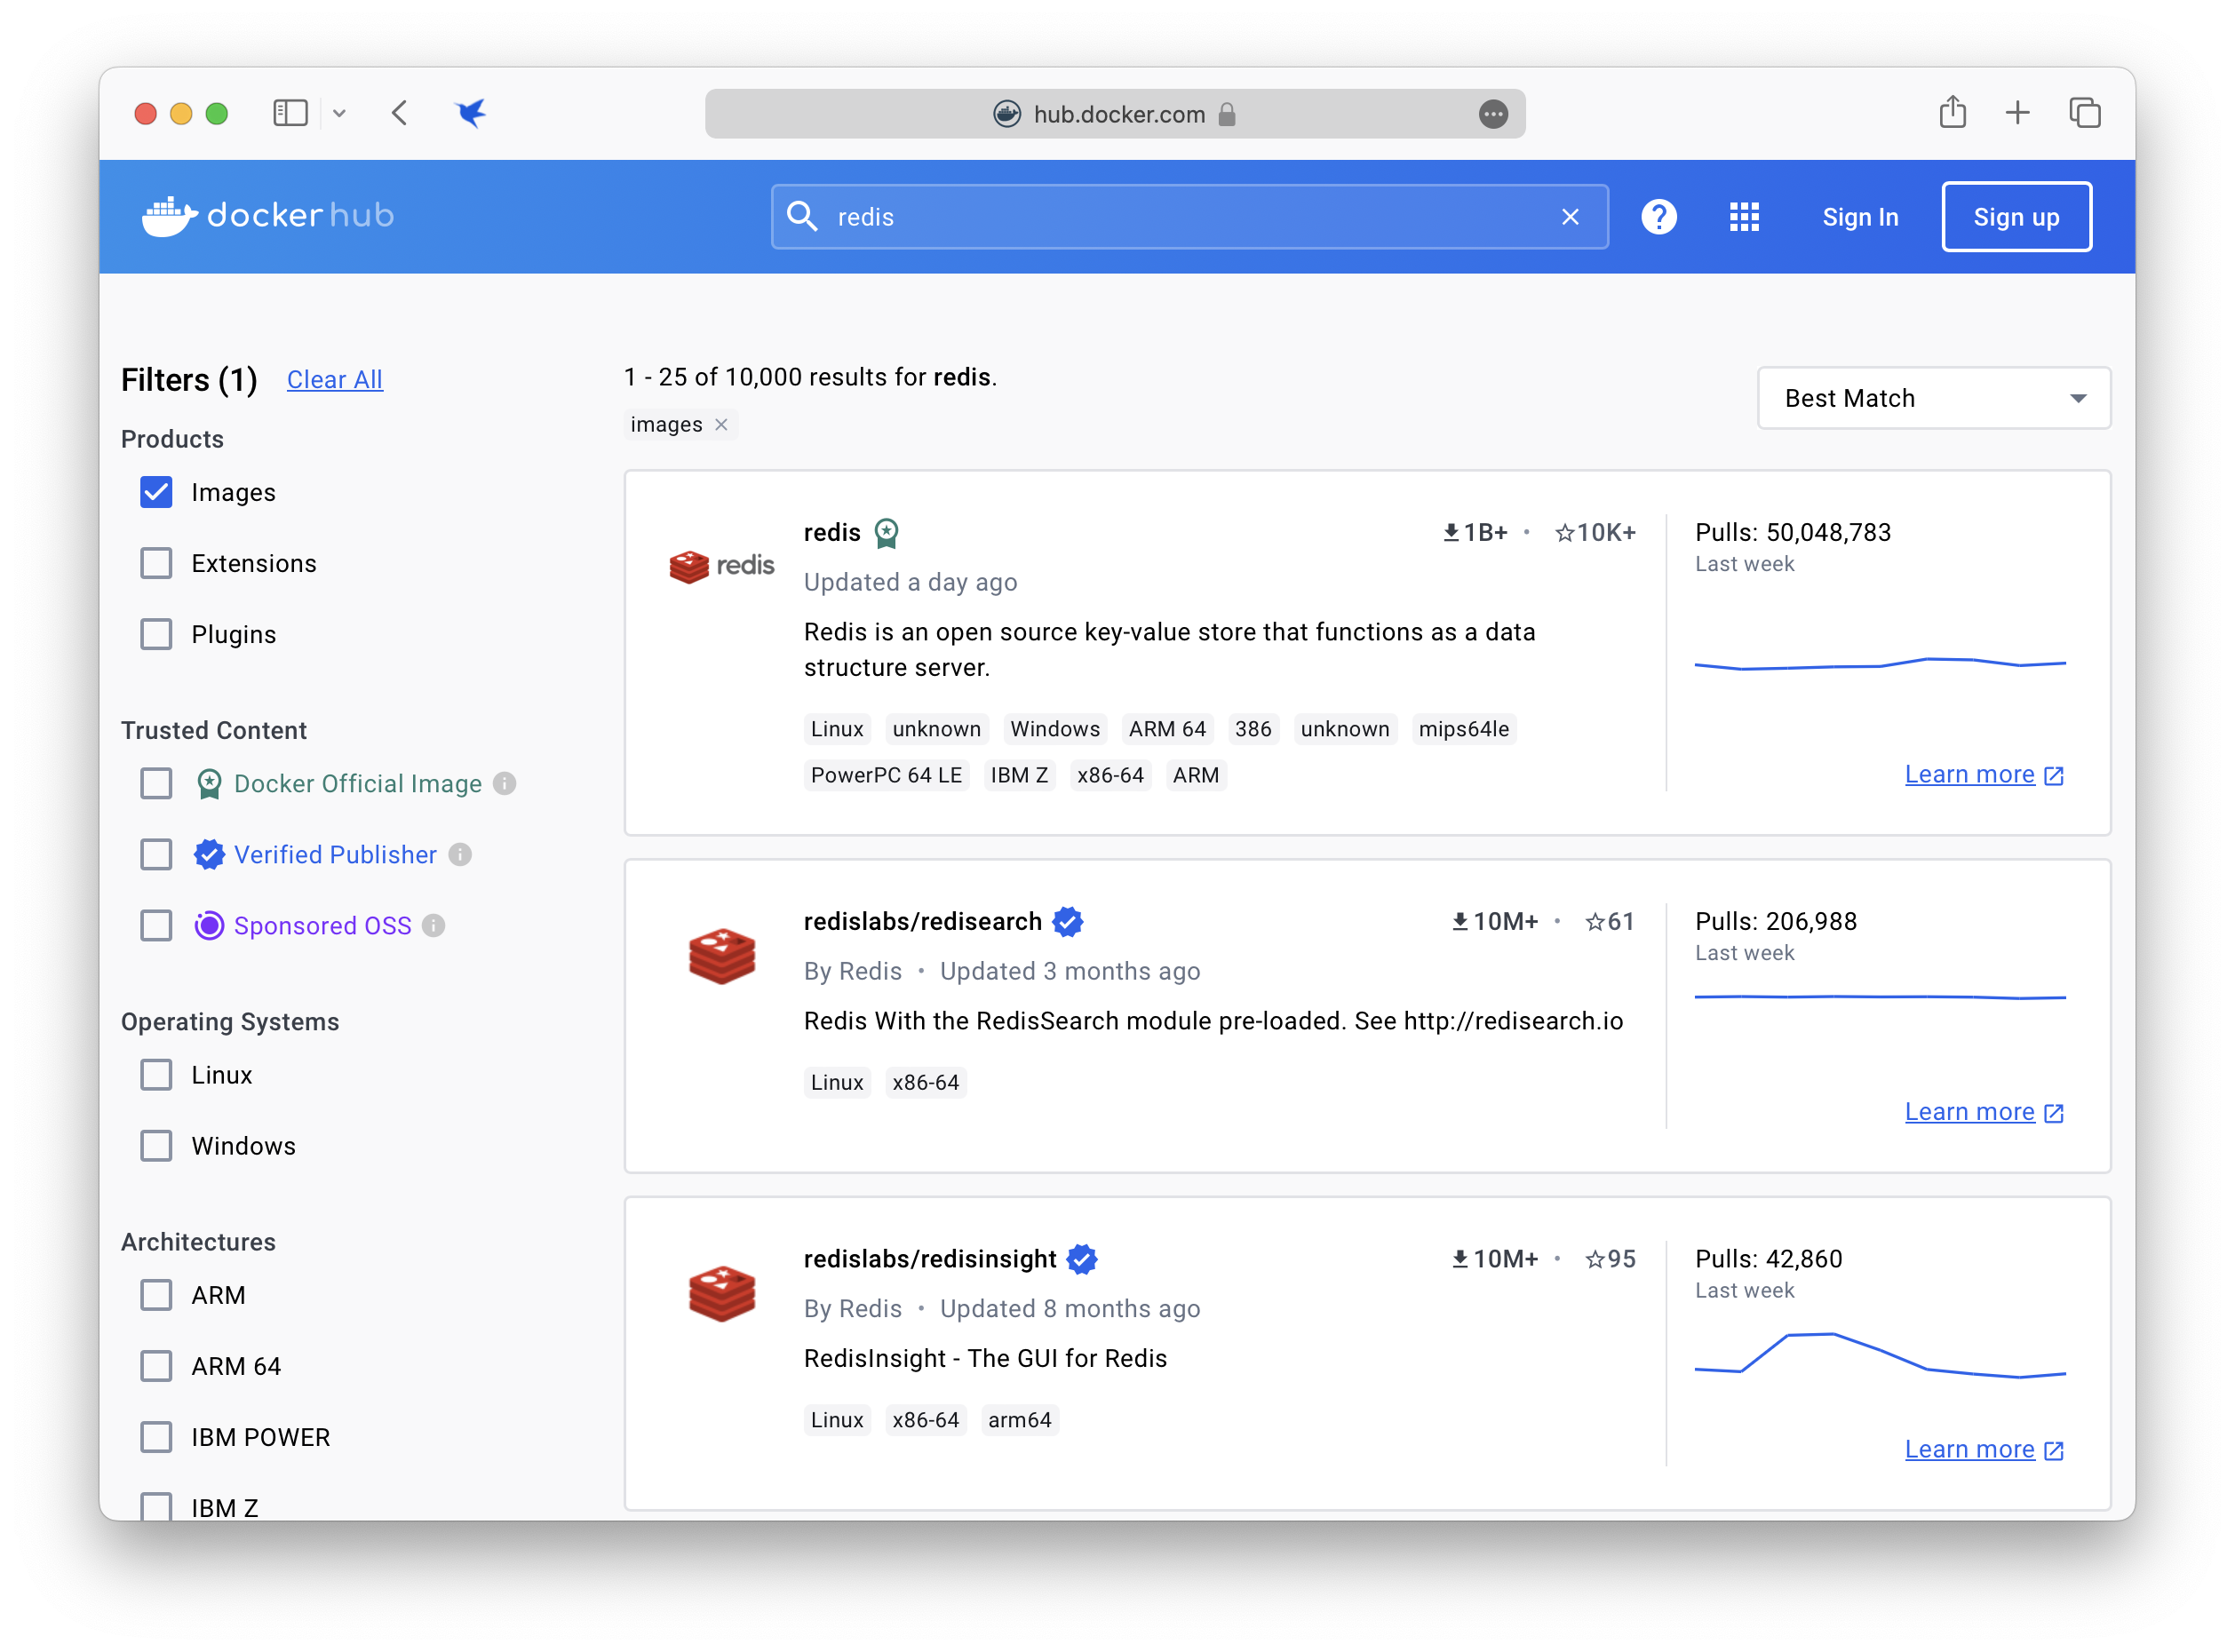 hub.docker.com
docker hub
redis
Sign In
Sign up
Filters (1) Clear All
Products
Images
Extensions
Plugins
Trusted Content
Docker Official Image
Verified Publisher
Sponsored OSS
Operating Systems
Linux
Windows
Architectures
ARM
ARM 64
IBM POWER
IBM Z
1 - 25 of 10,000 results for redis.
images
Best Match
redis
redis
1B+ • 10K+
Updated a day ago
Redis is an open source key-value store that functions as a data
structure server.
Linux unknown Windows ARM 64 386 unknown mips64le
PowerPC 64 LE IBM Z x86-64 ARM
Pulls: 50,048,783
Last week
Learn more
redislabs/redisearch
10M+ • 61
By Redis • Updated 3 months ago
Redis With the RedisSearch module pre-loaded. See http://redisearch.io
Linux x86-64
Pulls: 206,988
Last week
Learn more
redislabs/redisinsight
10M+ • 95
By Redis • Updated 8 months ago
RedisInsight - The GUI for Redis
Linux x86-64 arm64
Pulls: 42,860
Last week
Learn more